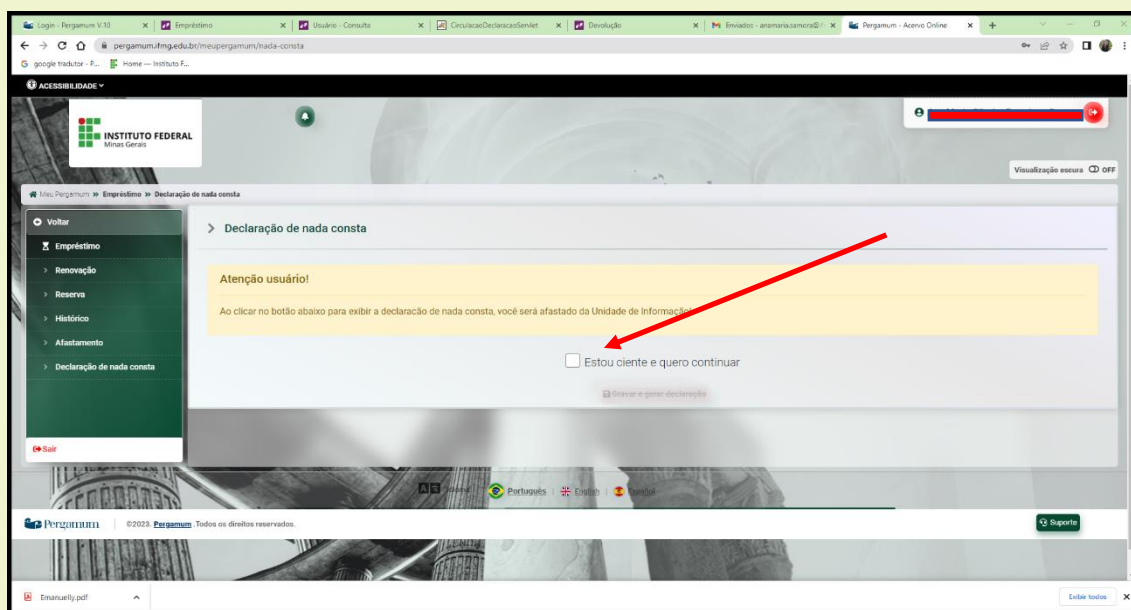 Login - Pergamum V.10
Empréstimo
Usuário - Consulta
CirculacaoDeclaracaoServlet
Devolução
Enviados - anamaria.zamora@i
Pergamum - Acervo Online
pergamum.ifmg.edu.br/meupergamum/nada-consta
google tradutor - P...
Home — Instituto F...
ACESSIBILIDADE
INSTITUTO FEDERAL
Minas Gerais
Visualização escura OFF
Meu Pergamum » Empréstimo » Declaração de nada consta
Voltar
Empréstimo
Renovação
Reserva
Histórico
Afastamento
Declaração de nada consta
Sair
Declaração de nada consta
Atenção usuário!
Ao clicar no botão abaixo para exibir a declaracão de nada consta, você será afastado da Unidade de Informação!
Estou ciente e quero continuar
Gravar e gerar declaração
Português | English | Español
Pergamum ©2023. Pergamum .Todos os direitos reservados.
Suporte
Emanuelly.pdf
Exibir todos